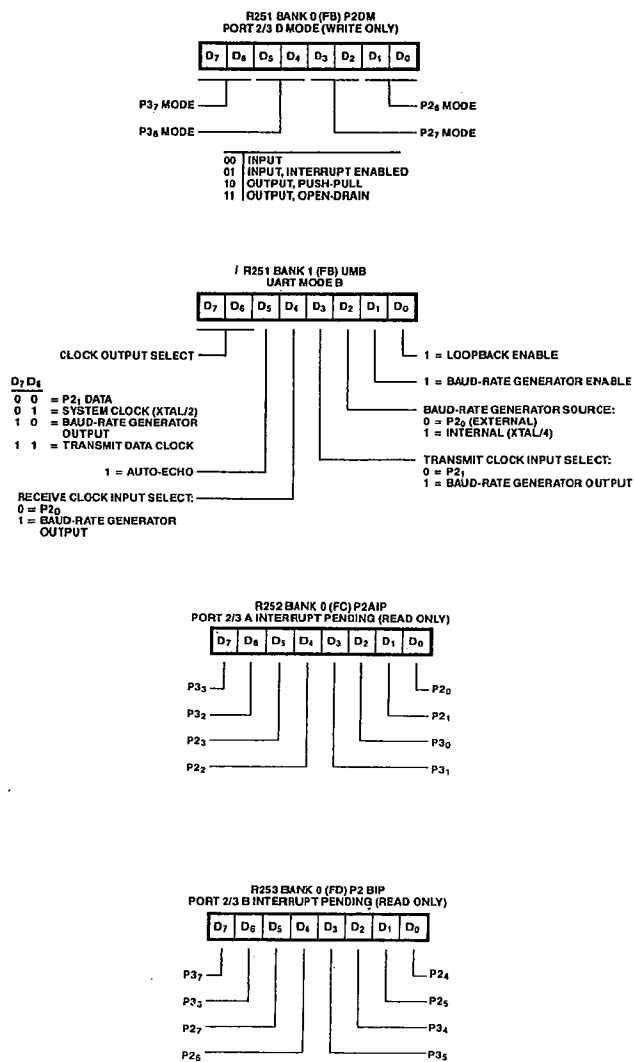 R251 BANK 0 (FB) P2DM
PORT 2/3 D MODE (WRITE ONLY)
D7 D6 D5 D4 D3 D2 D1 D0
P37 MODE
P36 MODE
P26 MODE
P27 MODE
00 INPUT
01 INPUT, INTERRUPT ENABLED
10 OUTPUT, PUSH-PULL
11 OUTPUT, OPEN-DRAIN
/ R251 BANK 1 (FB) UMB
UART MODE B
D7 D6 D5 D4 D3 D2 D1 D0
CLOCK OUTPUT SELECT
D7 D6
0 0 = P21 DATA
0 1 = SYSTEM CLOCK (XTAL/2)
1 0 = BAUD-RATE GENERATOR
OUTPUT
1 1 = TRANSMIT DATA CLOCK
1 = AUTO-ECHO
RECEIVE CLOCK INPUT SELECT:
0 = P20
1 = BAUD-RATE GENERATOR
OUTPUT
1 = LOOPBACK ENABLE
1 = BAUD-RATE GENERATOR ENABLE
BAUD-RATE GENERATOR SOURCE:
0 = P20 (EXTERNAL)
1 = INTERNAL (XTAL/4)
TRANSMIT CLOCK INPUT SELECT:
0 = P21
1 = BAUD-RATE GENERATOR OUTPUT
R252 BANK 0 (FC) P2AIP
PORT 2/3 A INTERRUPT PENDING (READ ONLY)
D7 D6 D5 D4 D3 D2 D1 D0
P33
P32
P23
P22
P20
P21
P30
P31
R253 BANK 0 (FD) P2 BIP
PORT 2/3 B INTERRUPT PENDING (READ ONLY)
D7 D6 D5 D4 D3 D2 D1 D0
P37
P33
P27
P26
P24
P25
P34
P35